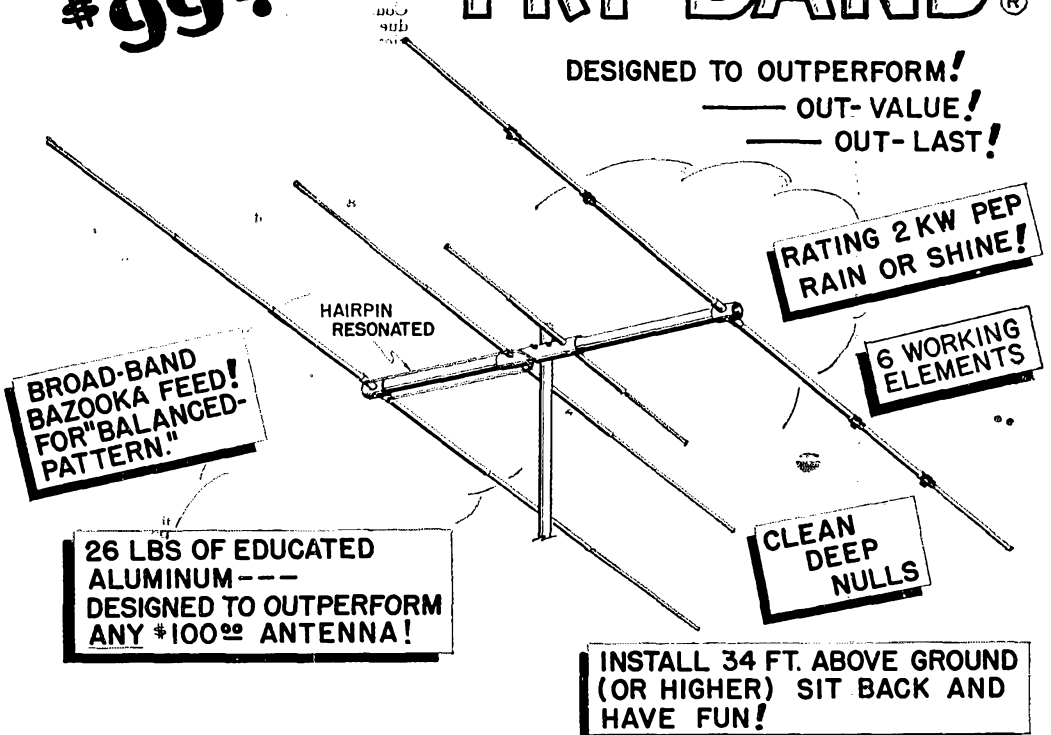 TRI-BAND®
DESIGNED TO OUTPERFORM!
OUT-VALUE!
OUT-LAST!
RATING 2 KW PEP
RAIN OR SHINE!
HAIRPIN
RESONATED
6 WORKING
ELEMENTS
BROAD-BAND
BAZOOKA FEED!
FOR "BALANCED-
PATTERN."
CLEAN
DEEP
NULLS
26 LBS OF EDUCATED
ALUMINUM---
DESIGNED TO OUTPERFORM
ANY $100.00 ANTENNA!
INSTALL 34 FT. ABOVE GROUND
(OR HIGHER) SIT BACK AND
HAVE FUN!